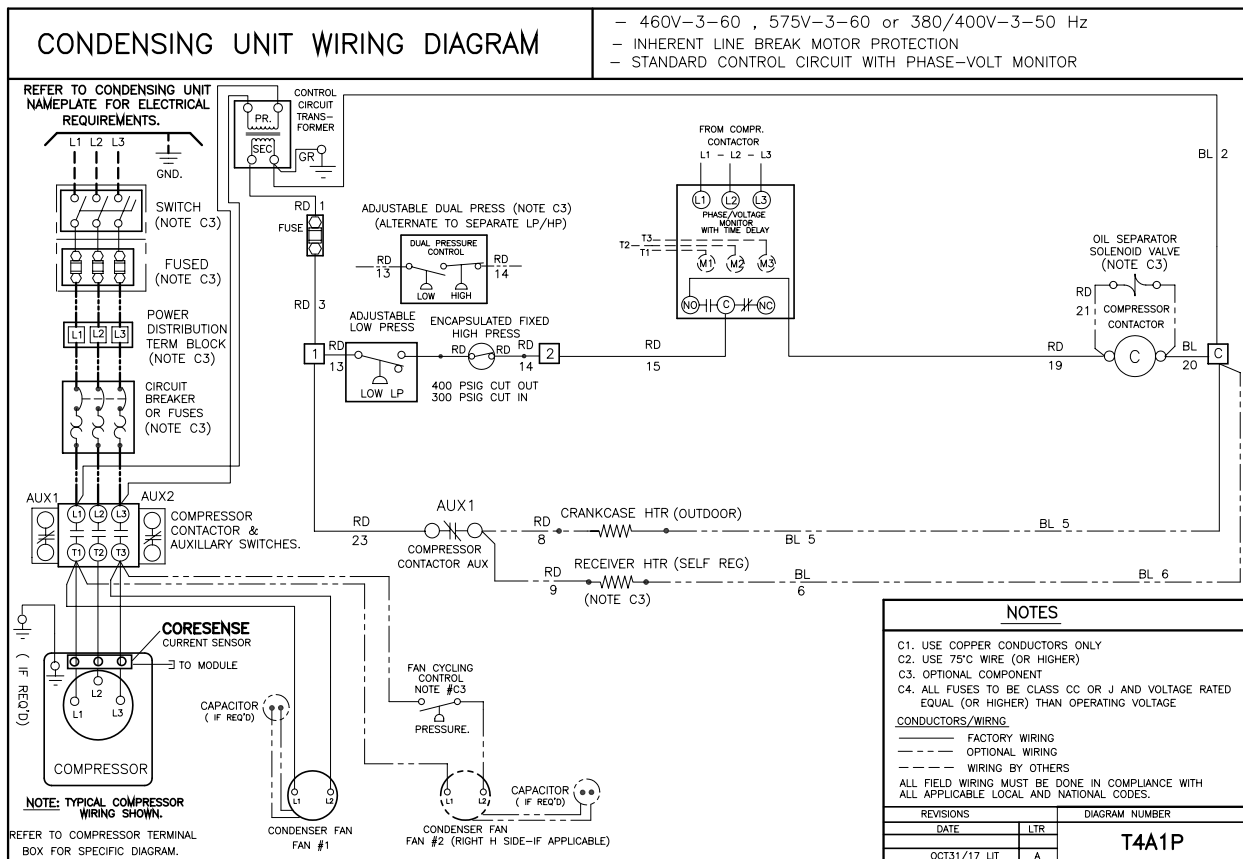 CONDENSING UNIT WIRING DIAGRAM
– 460V–3–60 , 575V–3–60 or 380/400V–3–50 Hz
– INHERENT LINE BREAK MOTOR PROTECTION
– STANDARD CONTROL CIRCUIT WITH PHASE–VOLT MONITOR
REFER TO CONDENSING UNIT
NAMEPLATE FOR ELECTRICAL
REQUIREMENTS.
L1 L2 L3
GND.
SWITCH
(NOTE C3)
FUSED
(NOTE C3)
L1 L2 L3
POWER
DISTRIBUTION
TERM BLOCK
(NOTE C3)
CIRCUIT
BREAKER
OR FUSES
(NOTE C3)
AUX1
AUX2
L1 L2 L3
T1 T2 T3
COMPRESSOR
CONTACTOR &
AUXILLARY SWITCHES.
PR.
SEC
CONTROL
CIRCUIT
TRANS–
FORMER
GR
RD 1
FUSE
RD 3
ADJUSTABLE DUAL PRESS (NOTE C3)
(ALTERNATE TO SEPARATE LP/HP)
DUAL PRESSURE
CONTROL
RD
13
RD
14
LOW HIGH
ADJUSTABLE
LOW PRESS
ENCAPSULATED FIXED
HIGH PRESS
1
RD
13
LOW LP
RD RD
RD
14
2
400 PSIG CUT OUT
300 PSIG CUT IN
RD
15
FROM COMPR.
CONTACTOR
L1 – L2 – L3
L1 L2 L3
PHASE/VOLTAGE
MONITOR
WITH TIME DELAY
T3
T2
T1
M1 M2 M3
NO C NC
BL 2
OIL SEPARATOR
SOLENOID VALVE
(NOTE C3)
RD
21
COMPRESSOR
CONTACTOR
RD
19
C
BL
20
C
AUX1
RD
23
COMPRESSOR
CONTACTOR AUX
RD
8
CRANKCASE HTR (OUTDOOR)
BL 5
BL 5
RD
9
RECEIVER HTR (SELF REG)
(NOTE C3)
BL
6
BL 6
( IF REQ'D)
CORESENSE
CURRENT SENSOR
TO MODULE
L1
L2
L3
COMPRESSOR
NOTE: TYPICAL COMPRESSOR
WIRING SHOWN.
REFER TO COMPRESSOR TERMINAL
BOX FOR SPECIFIC DIAGRAM.
CAPACITOR
( IF REQ'D)
L1 L2
CONDENSER FAN
FAN #1
FAN CYCLING
CONTROL
NOTE #C3
PRESSURE.
L1 L2
CAPACITOR
( IF REQ'D)
CONDENSER FAN
FAN #2 (RIGHT H SIDE–IF APPLICABLE)
NOTES
C1. USE COPPER CONDUCTORS ONLY
C2. USE 75°C WIRE (OR HIGHER)
C3. OPTIONAL COMPONENT
C4. ALL FUSES TO BE CLASS CC OR J AND VOLTAGE RATED
EQUAL (OR HIGHER) THAN OPERATING VOLTAGE
CONDUCTORS/WIRNG
FACTORY WIRING
OPTIONAL WIRING
WIRING BY OTHERS
ALL FIELD WIRING MUST BE DONE IN COMPLIANCE WITH
ALL APPLICABLE LOCAL AND NATIONAL CODES.
REVISIONS
DIAGRAM NUMBER
DATE LTR
T4A1P
OCT31/17 LIT A